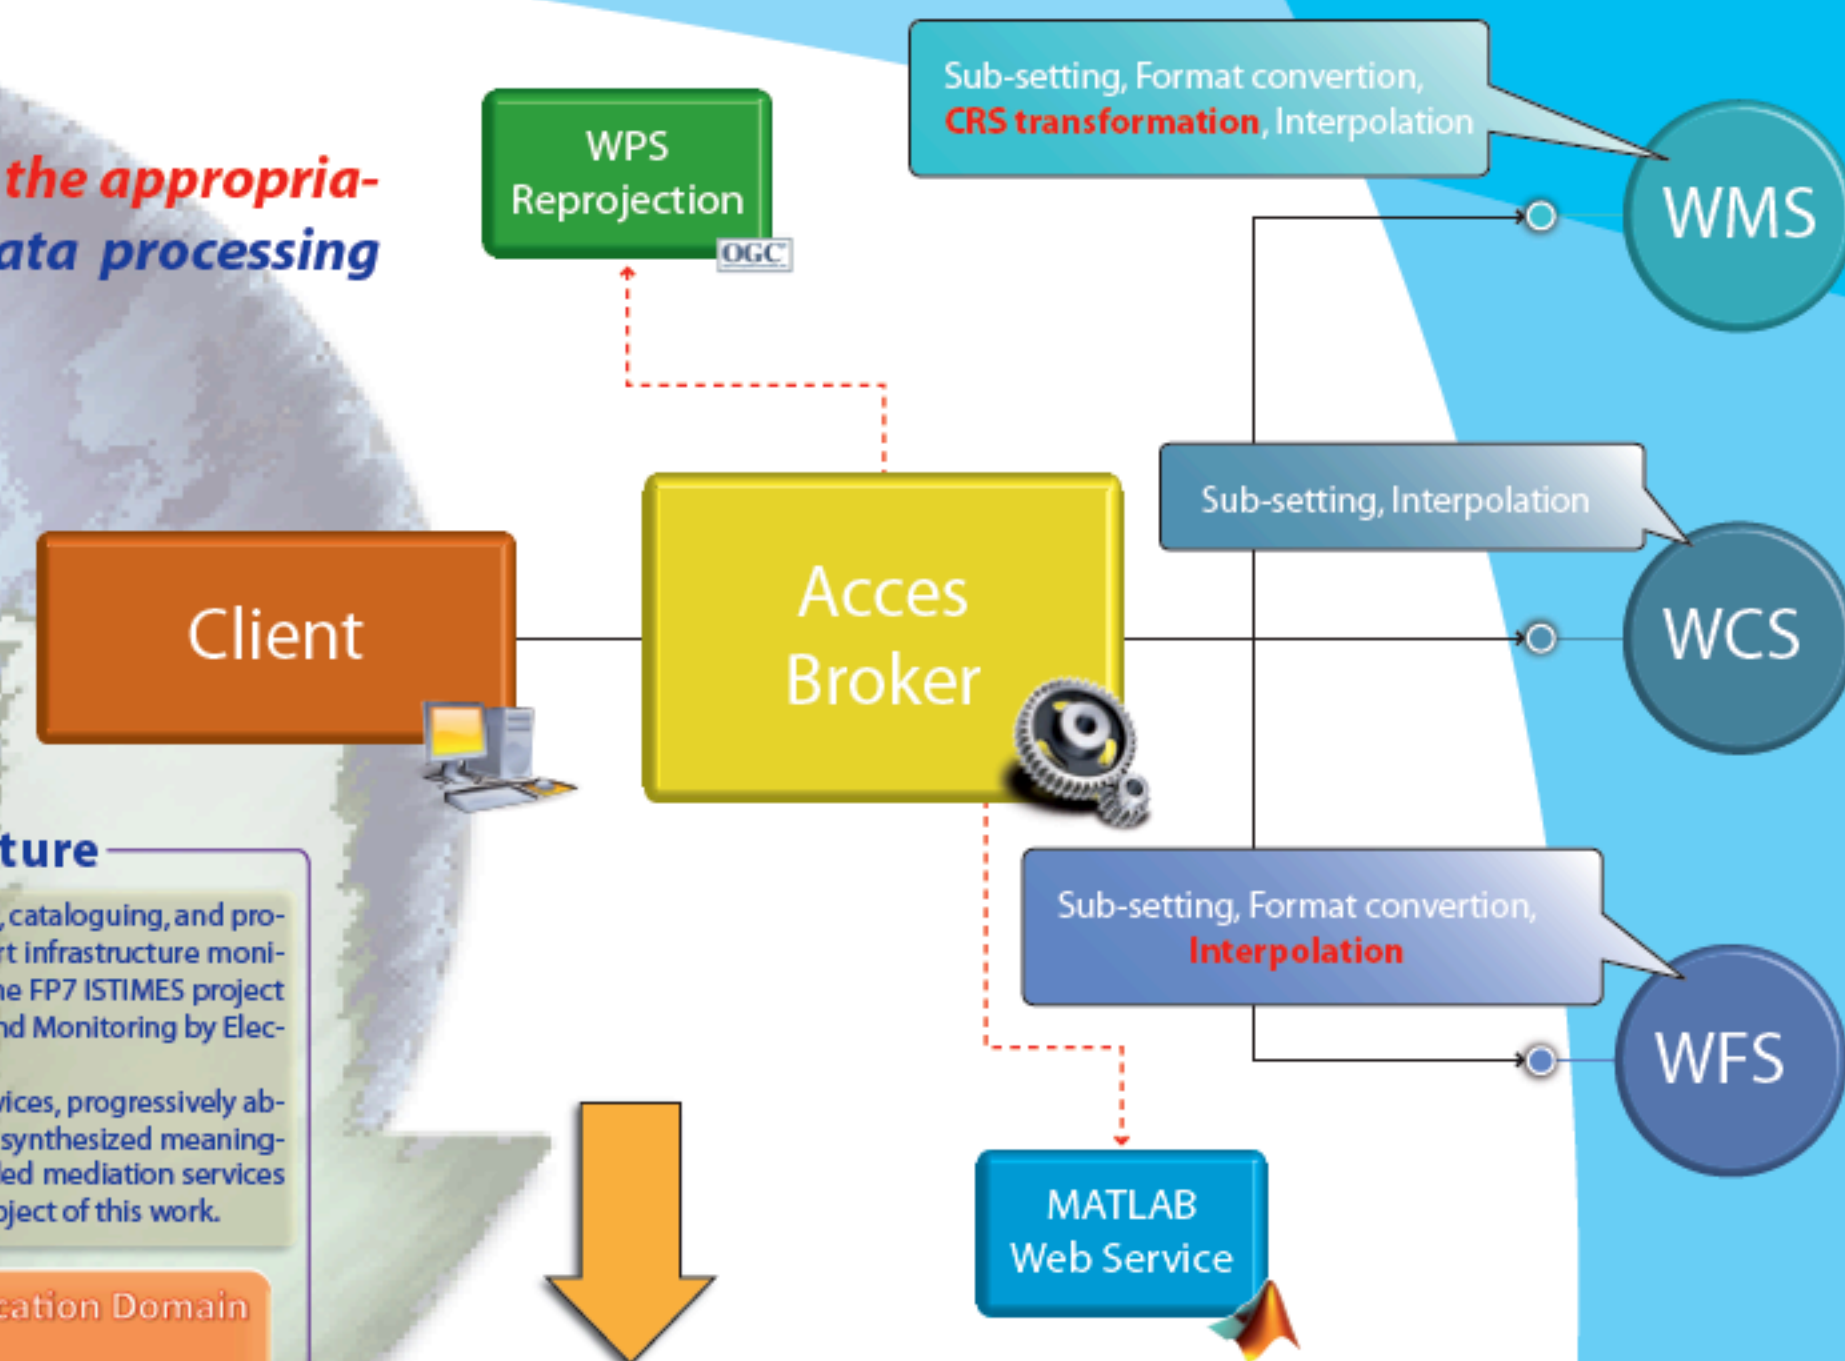 the appropria-
ata processing
WPS
Reprojection
OGC
Sub-setting, Format convertion,
CRS transformation, Interpolation
WMS
Sub-setting, Interpolation
WCS
Client
Acces
Broker
Sub-setting, Format convertion,
Interpolation
WFS
MATLAB
Web Service
ture
, cataloguing, and pro-
rt infrastructure moni-
ne FP7 ISTIMES project
nd Monitoring by Elec-
vices, progressively ab-
synthesized meaning-
led mediation services
oject of this work.
cation Domain